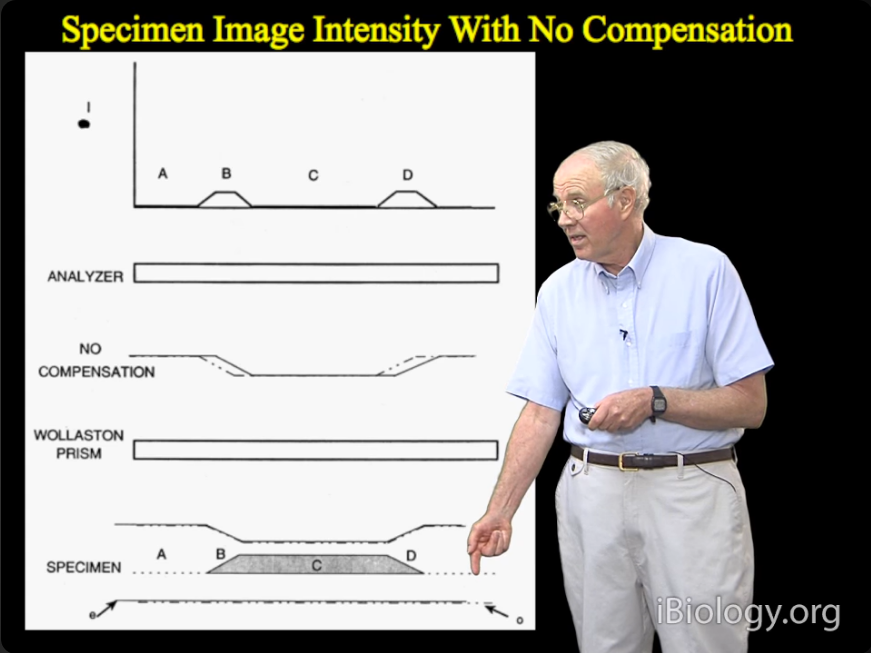 Specimen Image Intensity With No Compensation
I
A B C D
ANALYZER
NO
COMPENSATION
WOLLASTON
PRISM
A B D
SPECIMEN C
e o
iBiology.org